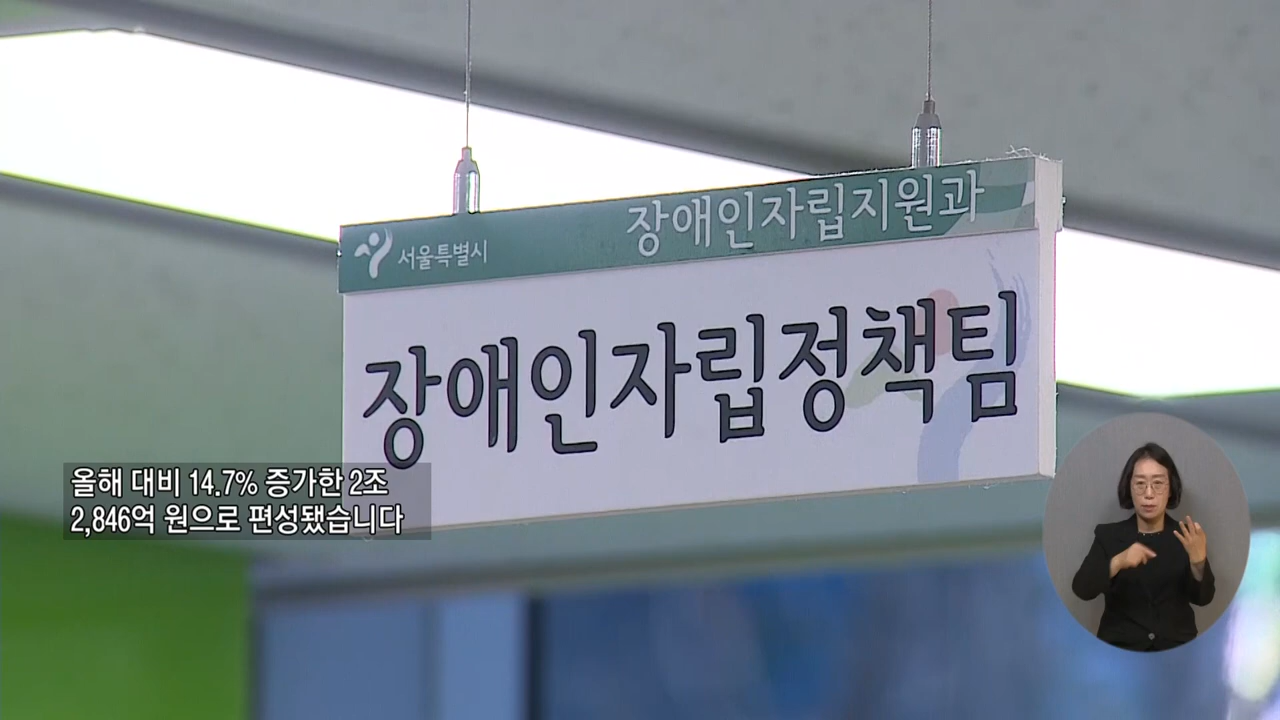 서울특별시
장애인자립지원과
장애인자립정책팀
올해 대비 14.7% 증가한 2조
2,846억 원으로 편성됐습니다